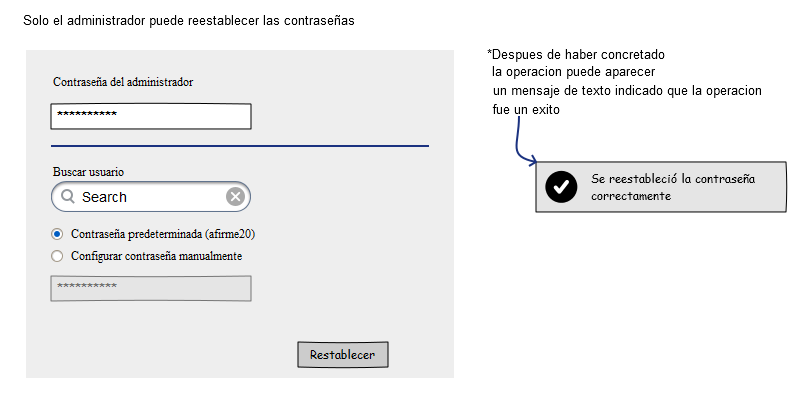 Solo el administrador puede reestablecer las contraseñas
Contraseña del administrador
**********
Buscar usuario
Search
Contraseña predeterminada (afirme20)
Configurar contraseña manualmente
**********
Restablecer
*Despues de haber concretado
la operacion puede aparecer
un mensaje de texto indicado que la operacion
fue un exito
Se reestableció la contraseña
correctamente